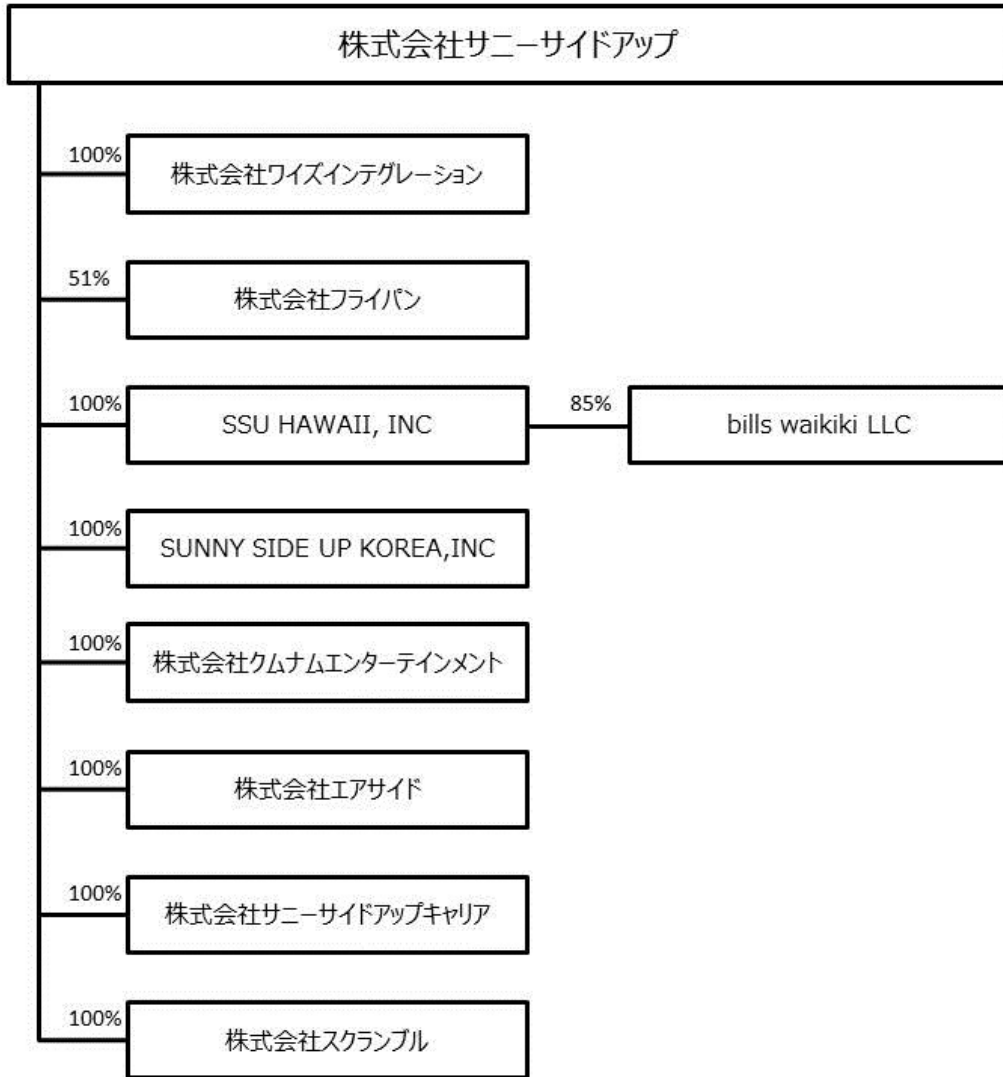 株式会社サニーサイドアップ
100%
株式会社ワイズインテグレーション
51%
株式会社フライパン
100%
SSU HAWAII, INC
85%
bills waikiki LLC
100%
SUNNY SIDE UP KOREA,INC
100%
株式会社クムナムエンターテインメント
100%
株式会社エアサイド
100%
株式会社サニーサイドアップキャリア
100%
株式会社スクランブル